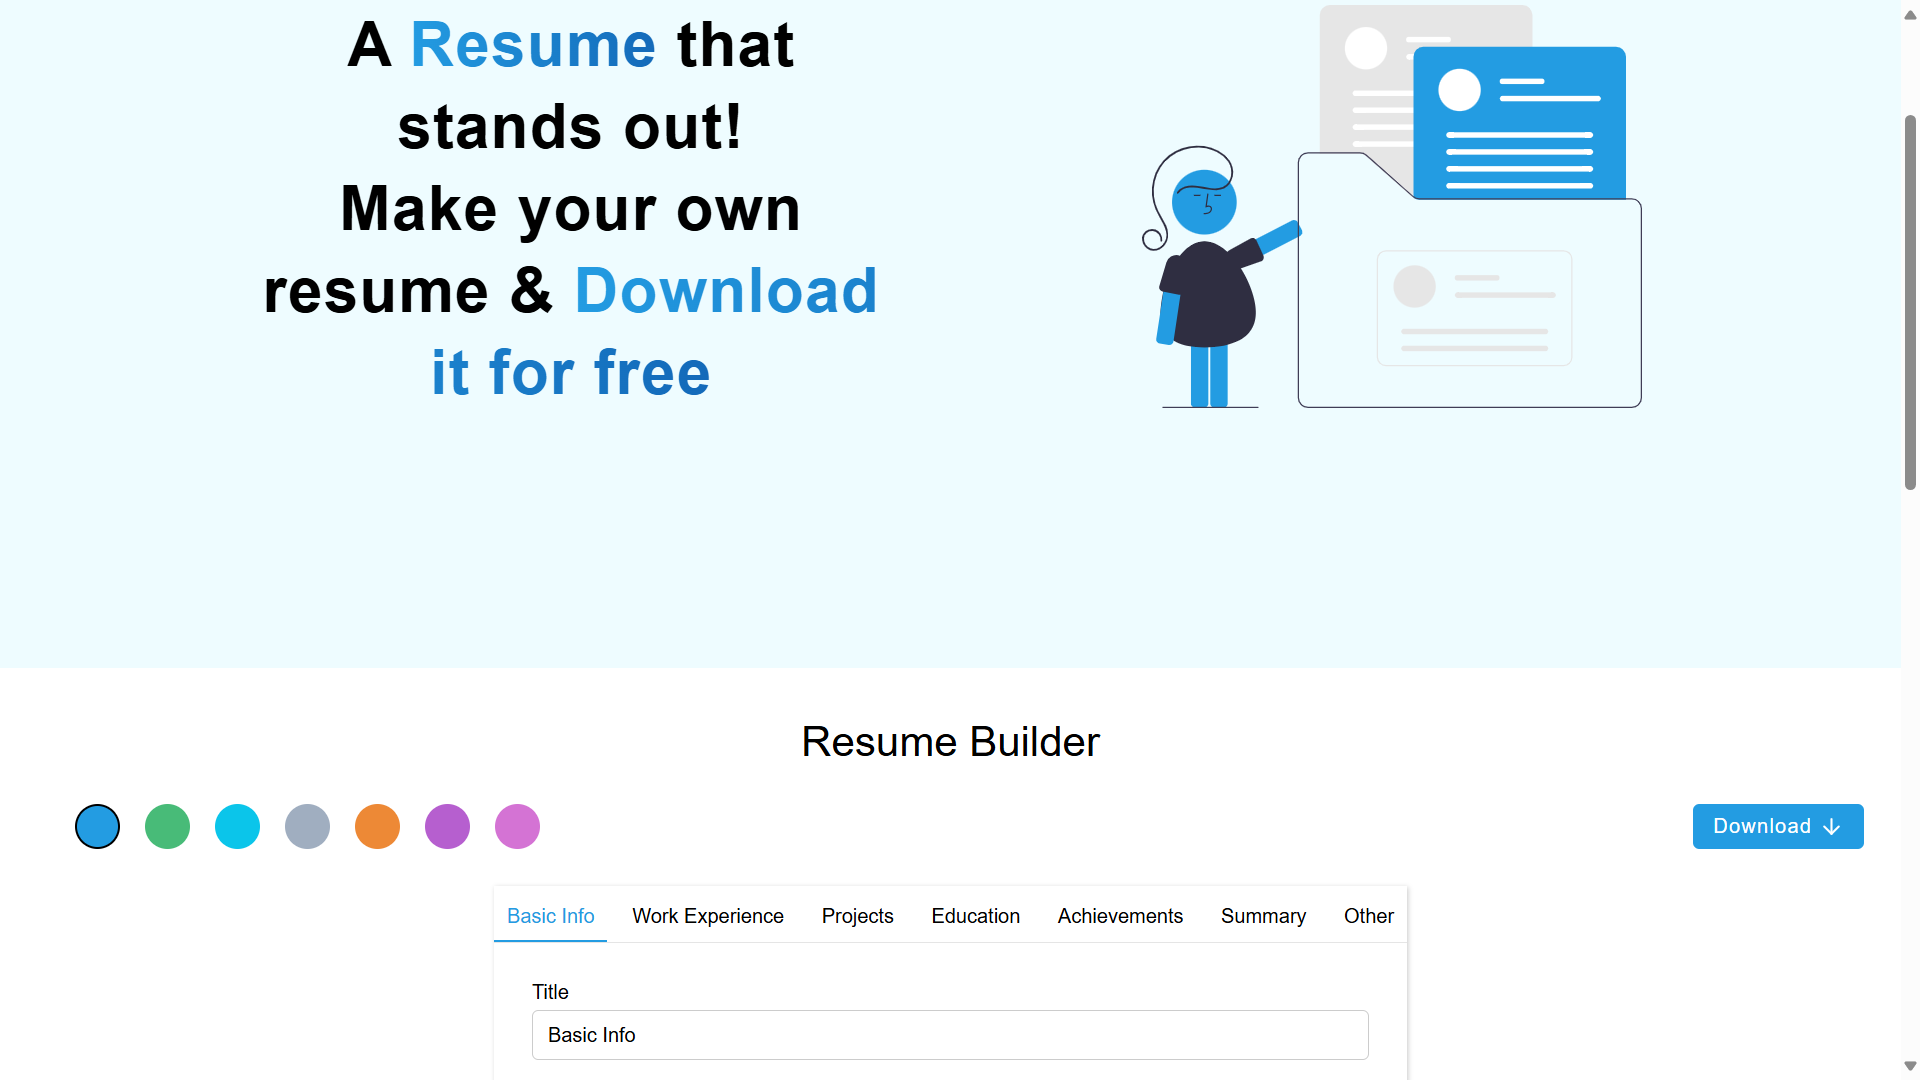 A Resume that
stands out!
Make your own
resume & Download
it for free
Resume Builder
Download
Basic Info
Work Experience
Projects
Education
Achievements
Summary
Other
Title
Basic Info